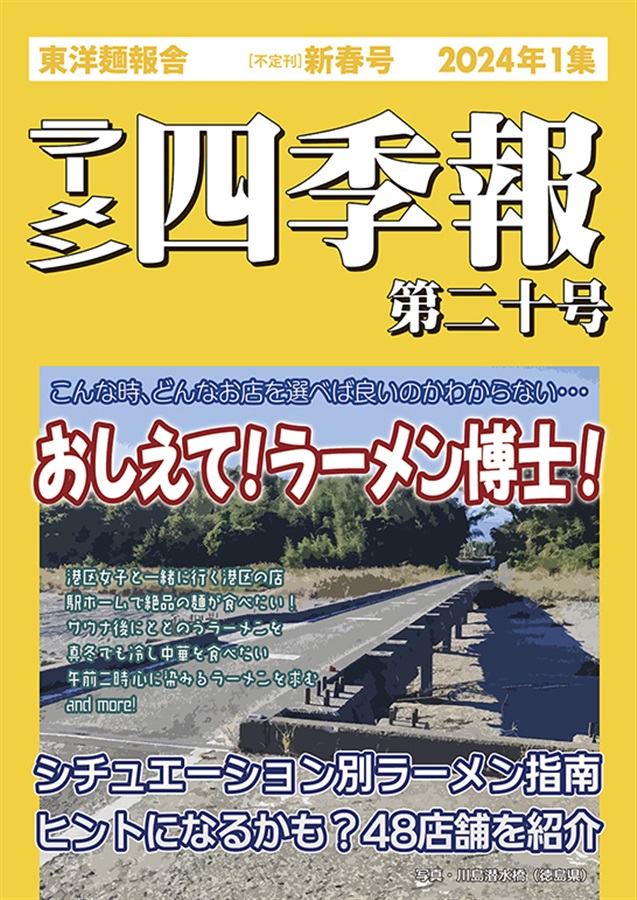 東洋麺報舎 [不定刊]新春号 2024年1集
ラーメン四季報
第二十号
こんな時、どんなお店を選べば良いのかわからない…
おしえて!ラーメン博士!
港区女子と一緒に行く港区の店
駅ホームで絶品の麺が食べたい!
サウナ後にととのうラーメンを
真冬でも冷し中華を食べたい
午前二時心に染みるラーメンを求む
and more!
シチュエーション別ラーメン指南
ヒントになるかも?48店舗を紹介
写真・川島潜水橋(徳島県)